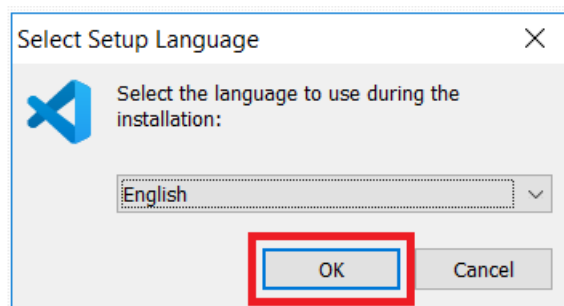 Select Setup Language
Select the language to use during the
installation:
English
OK
Cancel